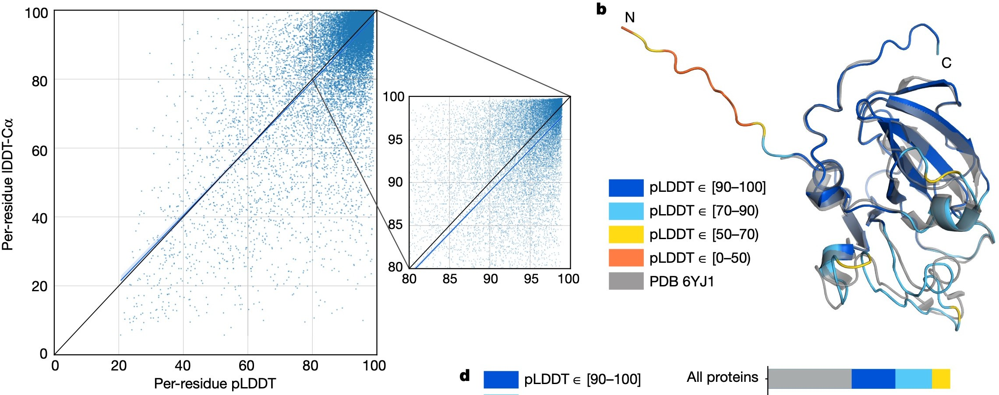 100
80
60
40
20
0
0 20 40 60 80 100
Per-residue lDDT-Cα
Per-residue pLDDT
100
95
90
85
80
80 85 90 95 100
b
N
C
pLDDT ∈ [90–100]
pLDDT ∈ [70–90)
pLDDT ∈ [50–70)
pLDDT ∈ [0–50)
PDB 6YJ1
d
pLDDT ∈ [90–100]
All proteins